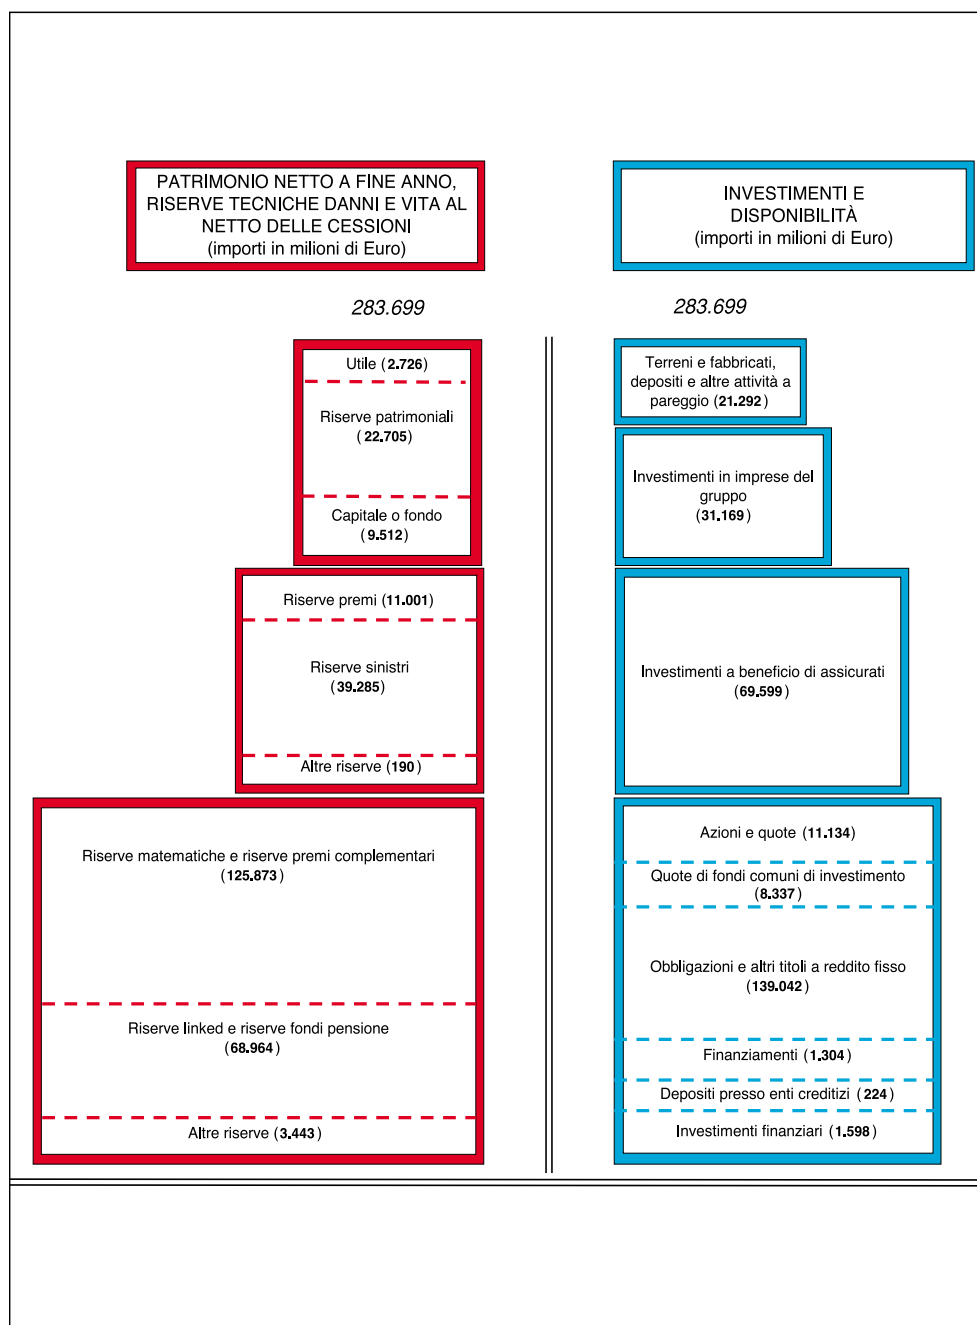 PATRIMONIO NETTO A FINE ANNO,
RISERVE TECNICHE DANNI E VITA AL
NETTO DELLE CESSIONI
(importi in milioni di Euro)
283.699
Utile (2.726)
Riserve patrimoniali
(22.705)
Capitale o fondo
(9.512)
Riserve premi (11.001)
Riserve sinistri
(39.285)
Altre riserve (190)
Riserve matematiche e riserve premi complementari
(125.873)
Riserve linked e riserve fondi pensione
(68.964)
Altre riserve (3.443)
INVESTIMENTI E
DISPONIBILITÀ
(importi in milioni di Euro)
283.699
Terreni e fabbricati,
depositi e altre attività a
pareggio (21.292)
Investimenti in imprese del
gruppo
(31.169)
Investimenti a beneficio di assicurati
(69.599)
Azioni e quote (11.134)
Quote di fondi comuni di investimento
(8.337)
Obbligazioni e altri titoli a reddito fisso
(139.042)
Finanziamenti (1.304)
Depositi presso enti creditizi (224)
Investimenti finanziari (1.598)